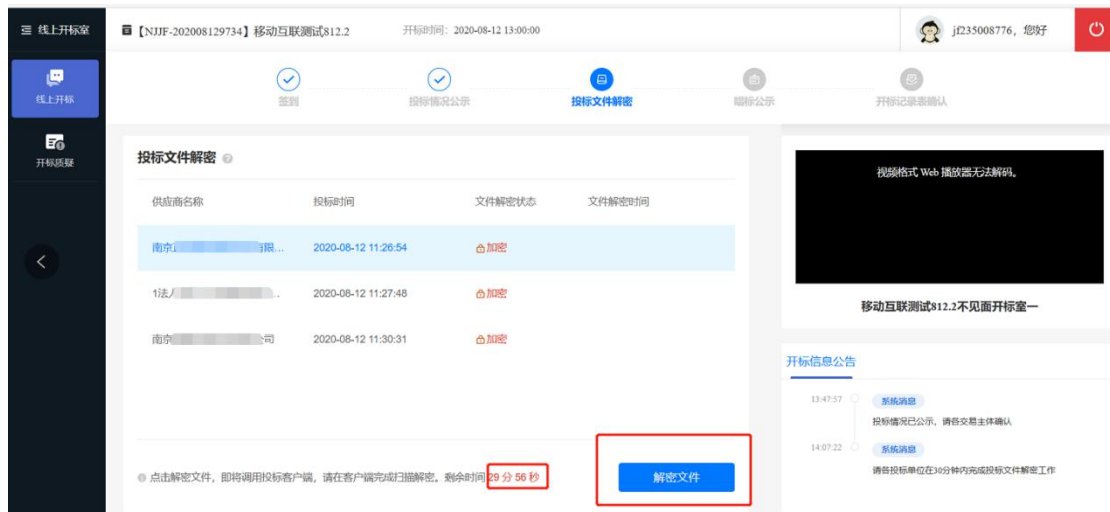 线上开标室
【NJJF-202008129734】移动互联测试812.2
开标时间：2020-08-12 13:00:00
jf235008776，您好
线上开标
开标质疑
签到
投标情况公示
投标文件解密
唱标公示
开标记录表确认
投标文件解密
供应商名称 投标时间 文件解密状态 文件解密时间
南京 有限... 2020-08-12 11:26:54 加密
1法人 2020-08-12 11:27:48 加密
南京 公司 2020-08-12 11:30:31 加密
点击解密文件，即将调用投标客户端，请在客户端完成扫描解密。剩余时间 29 分 56 秒
解密文件
视频格式 Web 播放器无法解码。
移动互联测试812.2不见面开标室一
开标信息公告
13:47:57 系统消息
投标情况已公示，请各交易主体确认
14:07:22 系统消息
请各投标单位在30分钟内完成投标文件解密工作